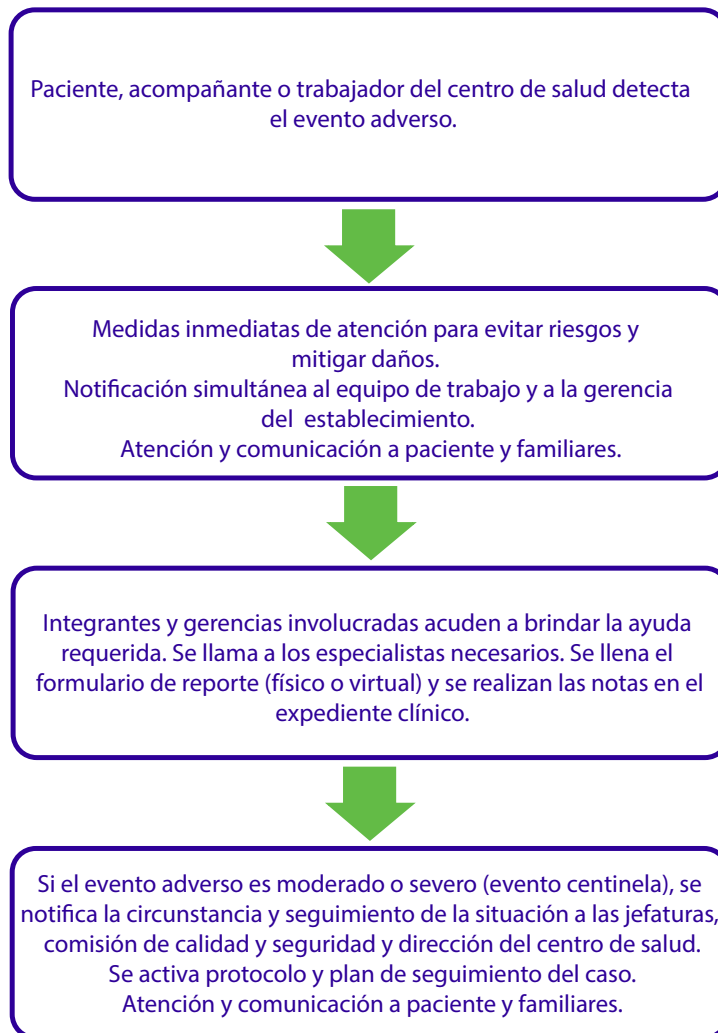 Paciente, acompañante o trabajador del centro de salud detecta
el evento adverso.
Medidas inmediatas de atención para evitar riesgos y
mitigar daños.
Notificación simultánea al equipo de trabajo y a la gerencia
del establecimiento.
Atención y comunicación a paciente y familiares.
Integrantes y gerencias involucradas acuden a brindar la ayuda
requerida. Se llama a los especialistas necesarios. Se llena el
formulario de reporte (físico o virtual) y se realizan las notas en el
expediente clínico.
Si el evento adverso es moderado o severo (evento centinela), se
notifica la circunstancia y seguimiento de la situación a las jefaturas,
comisión de calidad y seguridad y dirección del centro de salud.
Se activa protocolo y plan de seguimiento del caso.
Atención y comunicación a paciente y familiares.